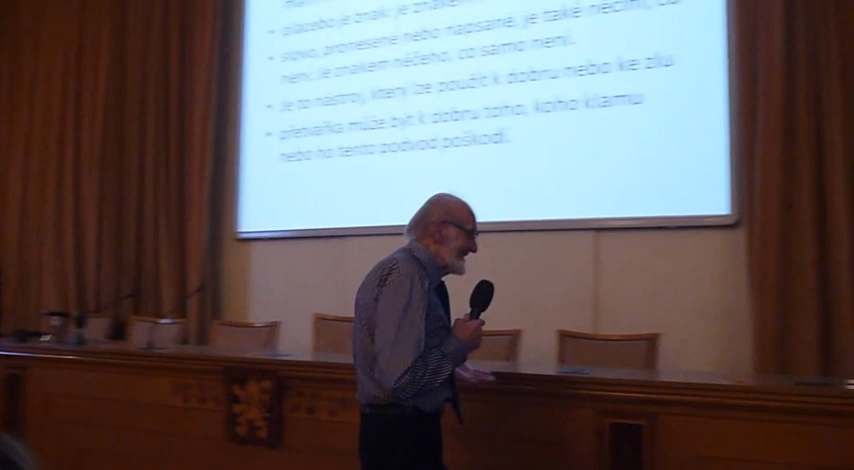 placebo je znak: je znakem
slovo, pronesené nebo napsané, je také něčím, co
není. Je znakem něčeho, co samo není.
Je to nástroj, který lze použít k dobru nebo ke zlu
přetvářka může být k dobru toho, koho klamu
nebo ho tento podvod poškodí.